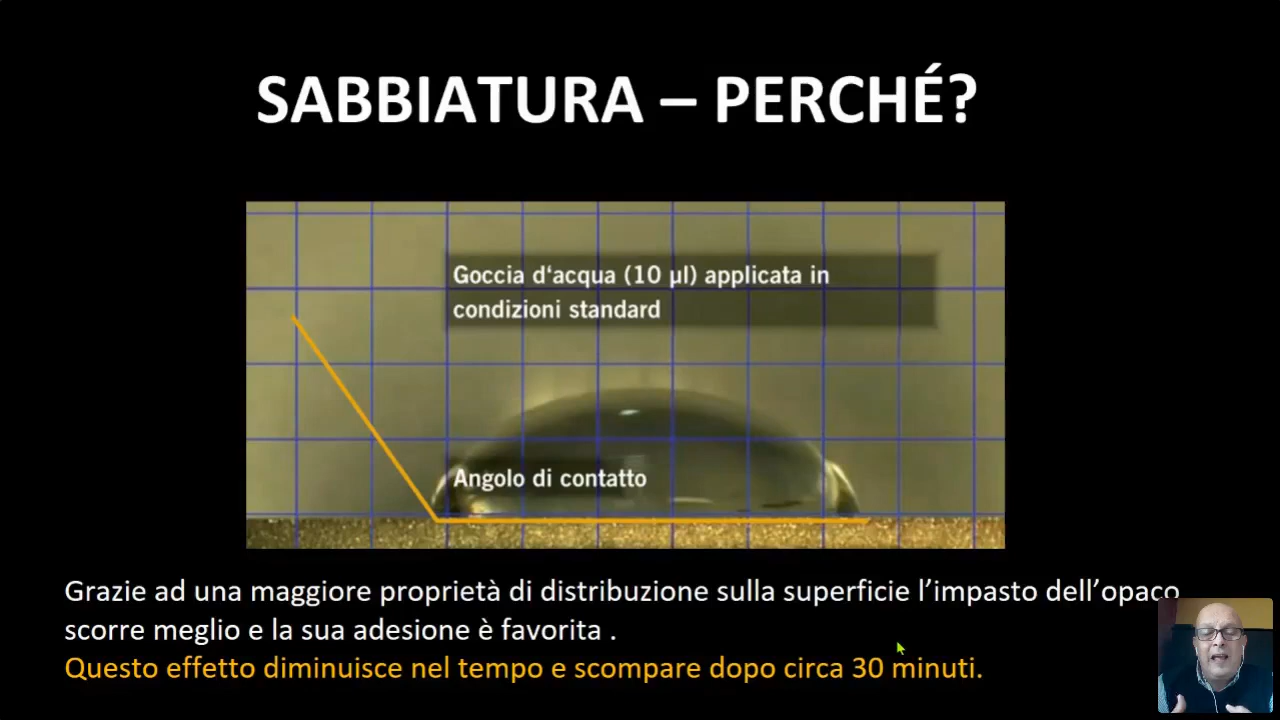 SABBIATURA – PERCHÉ?
Goccia d‘acqua (10 µl) applicata in
condizioni standard
Angolo di contatto
Grazie ad una maggiore proprietà di distribuzione sulla superficie l’impasto dell’opaco
scorre meglio e la sua adesione è favorita .
Questo effetto diminuisce nel tempo e scompare dopo circa 30 minuti.